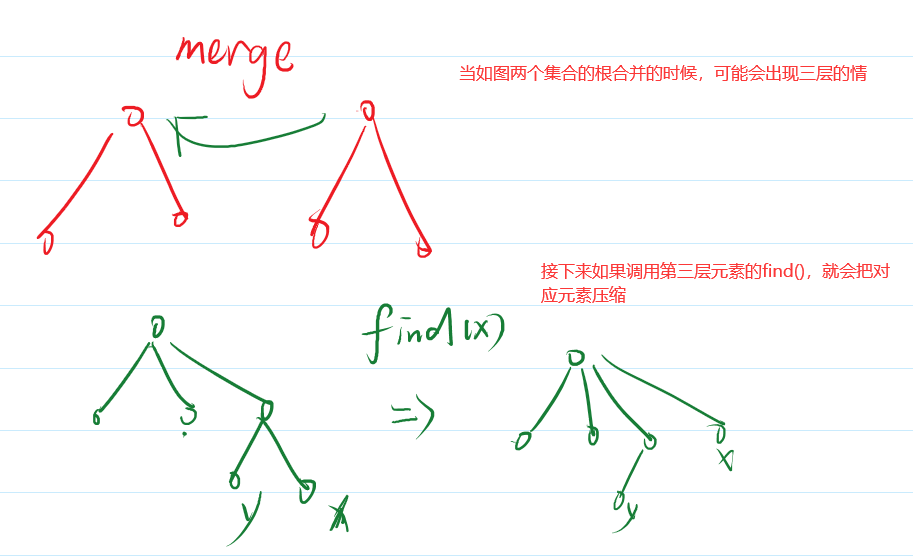 merge
当如图两个集合的根合并的时候，可能会出现三层的情
接下来如果调用第三层元素的find()，就会把对
应元素压缩
find(x)
=>
y x
x
y